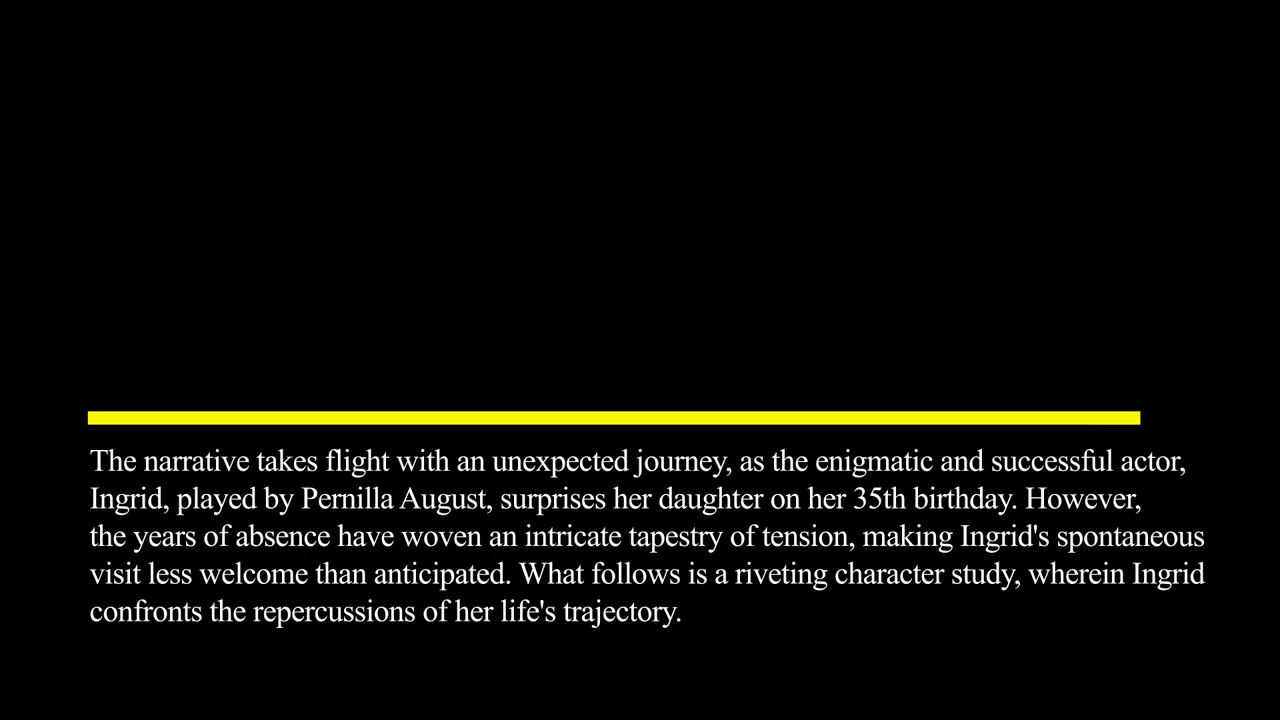 The narrative takes flight with an unexpected journey, as the enigmatic and successful actor,
Ingrid, played by Pernilla August, surprises her daughter on her 35th birthday. However,
the years of absence have woven an intricate tapestry of tension, making Ingrid's spontaneous
visit less welcome than anticipated. What follows is a riveting character study, wherein Ingrid
confronts the repercussions of her life's trajectory.